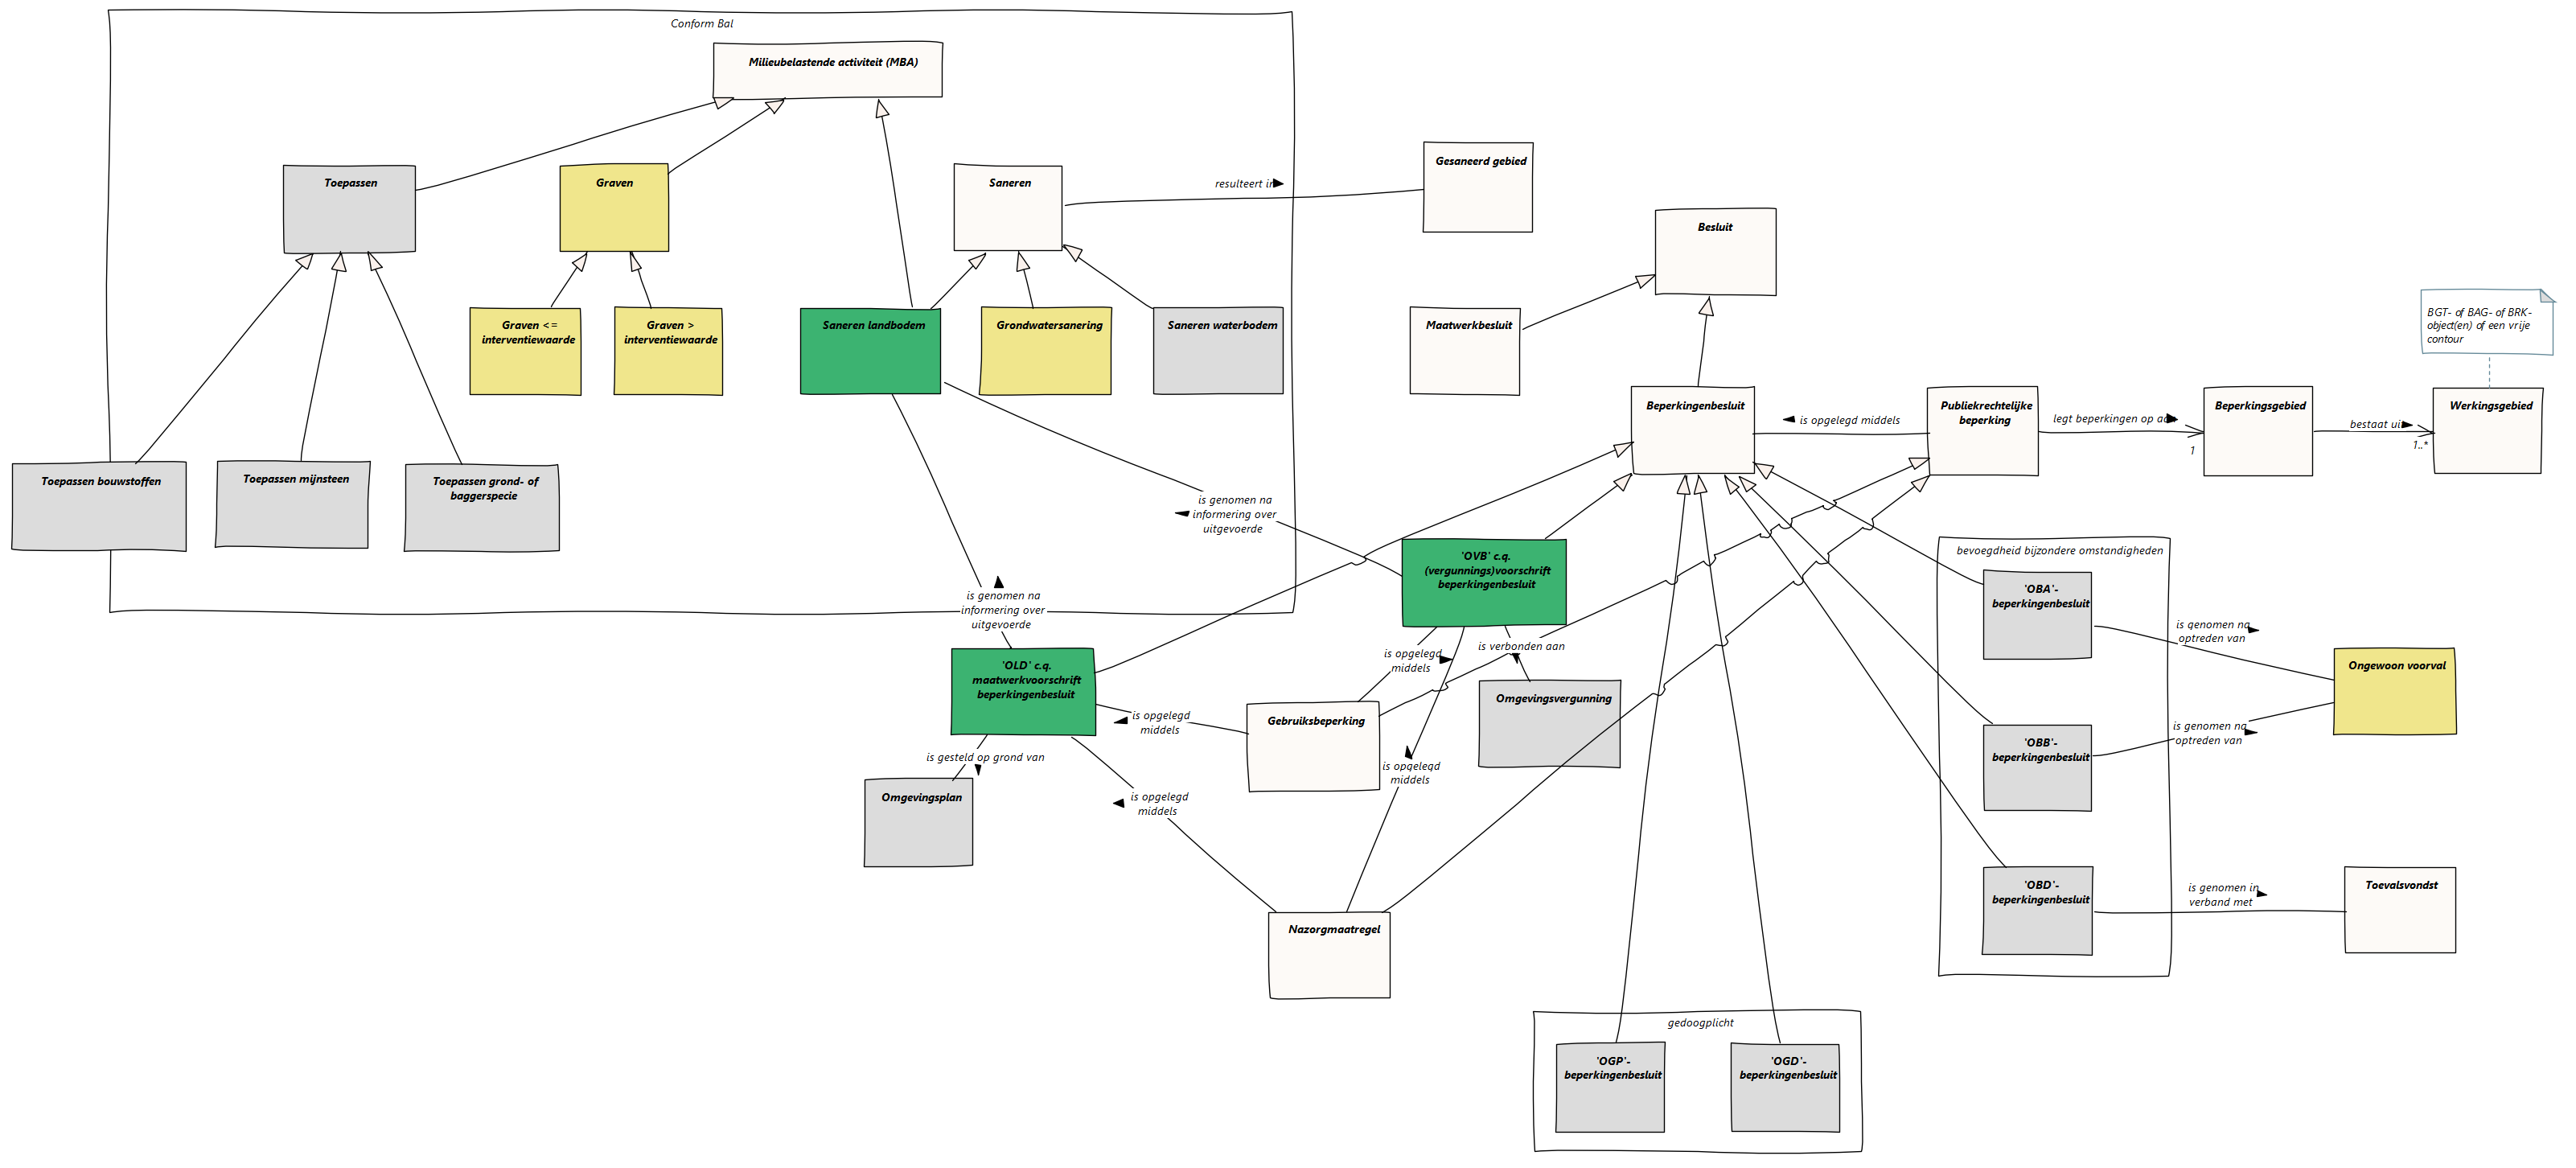 Conform Bal
Milieubelastende activiteit (MBA)
Toepassen
Graven
Saneren
resulteert in
Gesaneerd gebied
Besluit
Graven <=
interventiewaarde
Graven >
interventiewaarde
Saneren landbodem
Grondwatersanering
Saneren waterbodem
Maatwerkbesluit
BGT- of BAG- of BRK-
object(en) of een vrije
contour
Beperkingenbesluit
is opgelegd middels
Publiekrechtelijke
beperking
legt beperkingen op aan
1
Beperkingsgebied
bestaat uit
1..*
Werkingsgebied
Toepassen bouwstoffen
Toepassen mijnsteen
Toepassen grond- of
baggerspecie
is genomen na
informering over
uitgevoerde
'OVB' c.q.
(vergunnings)voorschrift
beperkingenbesluit
bevoegdheid bijzondere omstandigheden
'OBA'-
beperkingenbesluit
is genomen na
informering over
uitgevoerde
is genomen na
optreden van
'OLD' c.q.
maatwerkvoorschrift
beperkingenbesluit
is opgelegd
middels
is verbonden aan
Ongewoon voorval
Omgevingsvergunning
is opgelegd
middels
Gebruiksbeperking
'OBB'-
beperkingenbesluit
is genomen na
optreden van
is gesteld op grond van
is opgelegd
middels
Omgevingsplan
is opgelegd
middels
'OBD'-
beperkingenbesluit
is genomen in
verband met
Toevalsvondst
Nazorgmaatregel
gedoogplicht
'OGP'-
beperkingenbesluit
'OGD'-
beperkingenbesluit